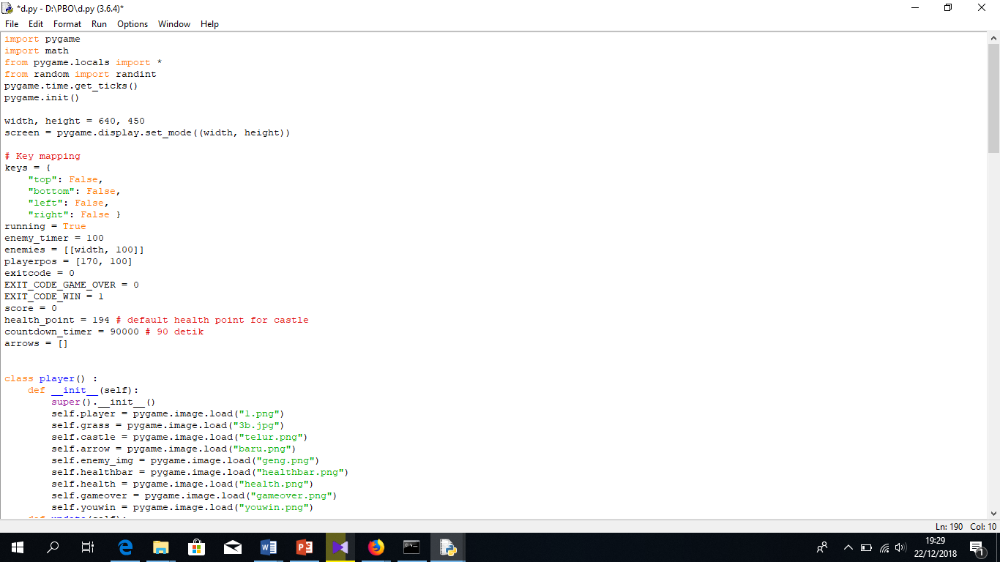 *d.py - D:\PBO\d.py (3.6.4)*
File Edit Format Run Options Window Help
import pygame
import math
from pygame.locals import *
from random import randint
pygame.time.get_ticks()
pygame.init()
width, height = 640, 450
screen = pygame.display.set_mode((width, height))
# Key mapping
keys = {
    "top": False,
    "bottom": False,
    "left": False,
    "right": False }
running = True
enemy_timer = 100
enemies = [[width, 100]]
playerpos = [170, 100]
exitcode = 0
EXIT_CODE_GAME_OVER = 0
EXIT_CODE_WIN = 1
score = 0
health_point = 194 # default health point for castle
countdown_timer = 90000 # 90 detik
arrows = []
class player() :
    def __init__(self):
        super().__init__()
        self.player = pygame.image.load("l.png")
        self.grass = pygame.image.load("3b.jpg")
        self.castle = pygame.image.load("telur.png")
        self.arrow = pygame.image.load("baru.png")
        self.enemy_img = pygame.image.load("geng.png")
        self.healthbar = pygame.image.load("healthbar.png")
        self.health = pygame.image.load("health.png")
        self.gameover = pygame.image.load("gameover.png")
        self.youwin = pygame.image.load("youwin.png")
Ln: 190 Col: 10
19:29
22/12/2018